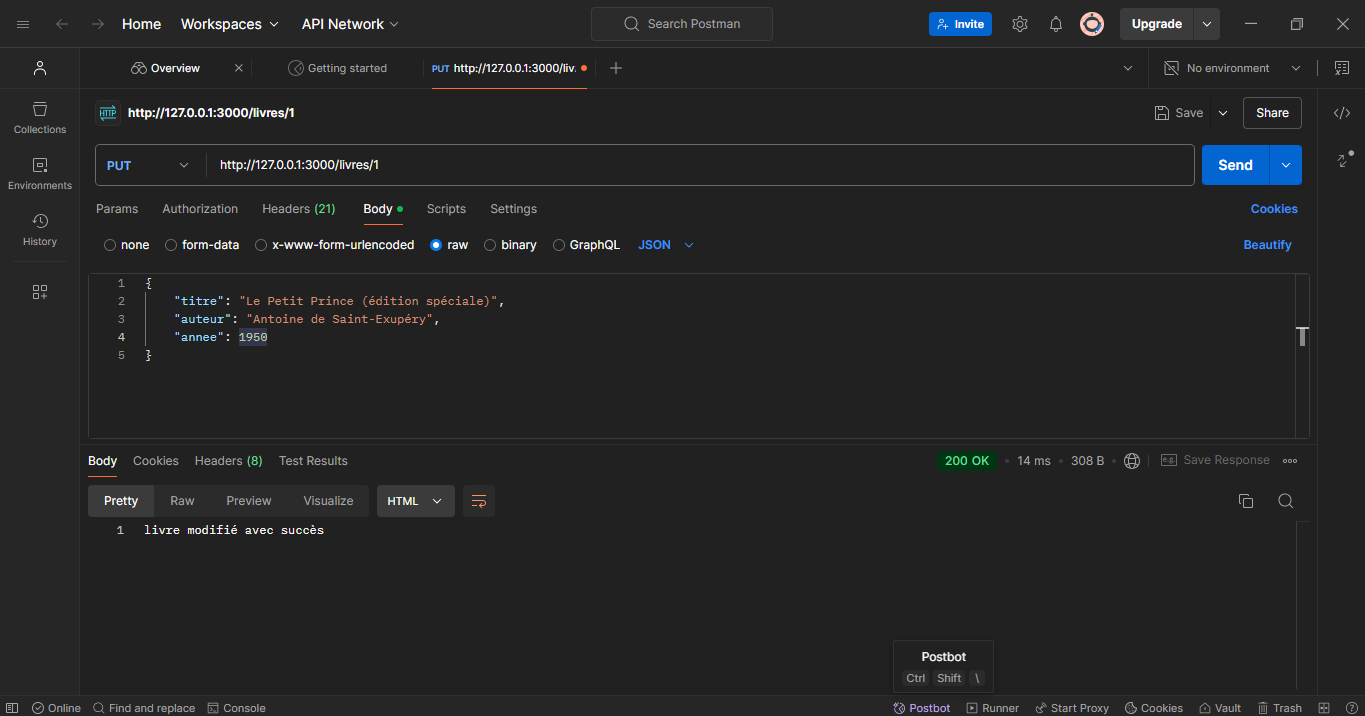 Home Workspaces API Network Search Postman Invite Upgrade
Overview Getting started PUT http://127.0.0.1:3000/liv. No environment
HTTP http://127.0.0.1:3000/livres/1 Save Share
Collections
PUT http://127.0.0.1:3000/livres/1 Send
Environments
Params Authorization Headers (21) Body Scripts Settings Cookies
History
none form-data x-www-form-urlencoded raw binary GraphQL JSON Beautify
1 {
2 "titre": "Le Petit Prince (édition spéciale)",
3 "auteur": "Antoine de Saint-Exupéry",
4 "annee": 1950
5 }
Body Cookies Headers (8) Test Results 200 OK 14 ms 308 B e.g. Save Response
Pretty Raw Preview Visualize HTML
1 livre modifié avec succès
Postbot
Ctrl Shift \
Online Find and replace Console Postbot Runner Start Proxy Cookies Vault Trash